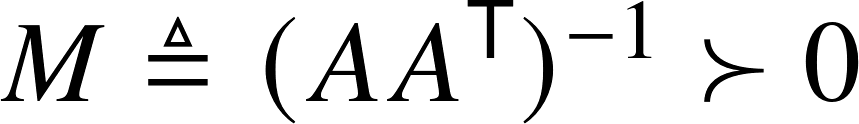 M ≜ (AA^⊤)^{-1} ≻ 0